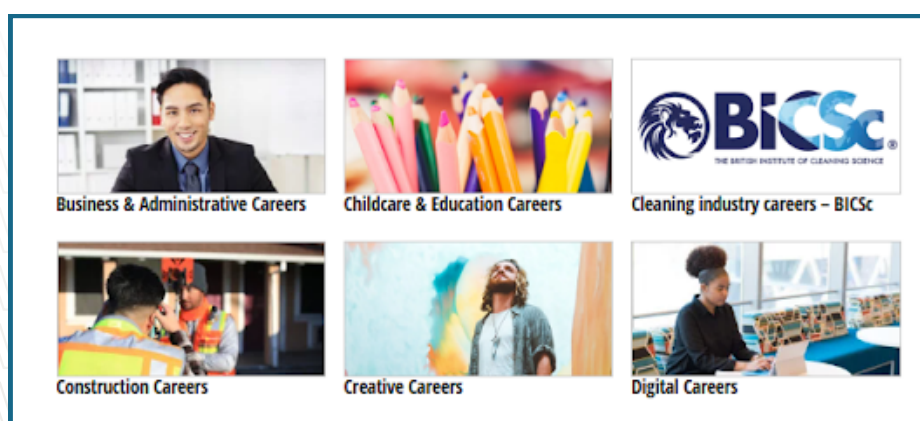 BICSc®
THE BRITISH INSTITUTE OF CLEANING SCIENCE
Business & Administrative Careers
Childcare & Education Careers
Cleaning industry careers – BICSc
Construction Careers
Creative Careers
Digital Careers